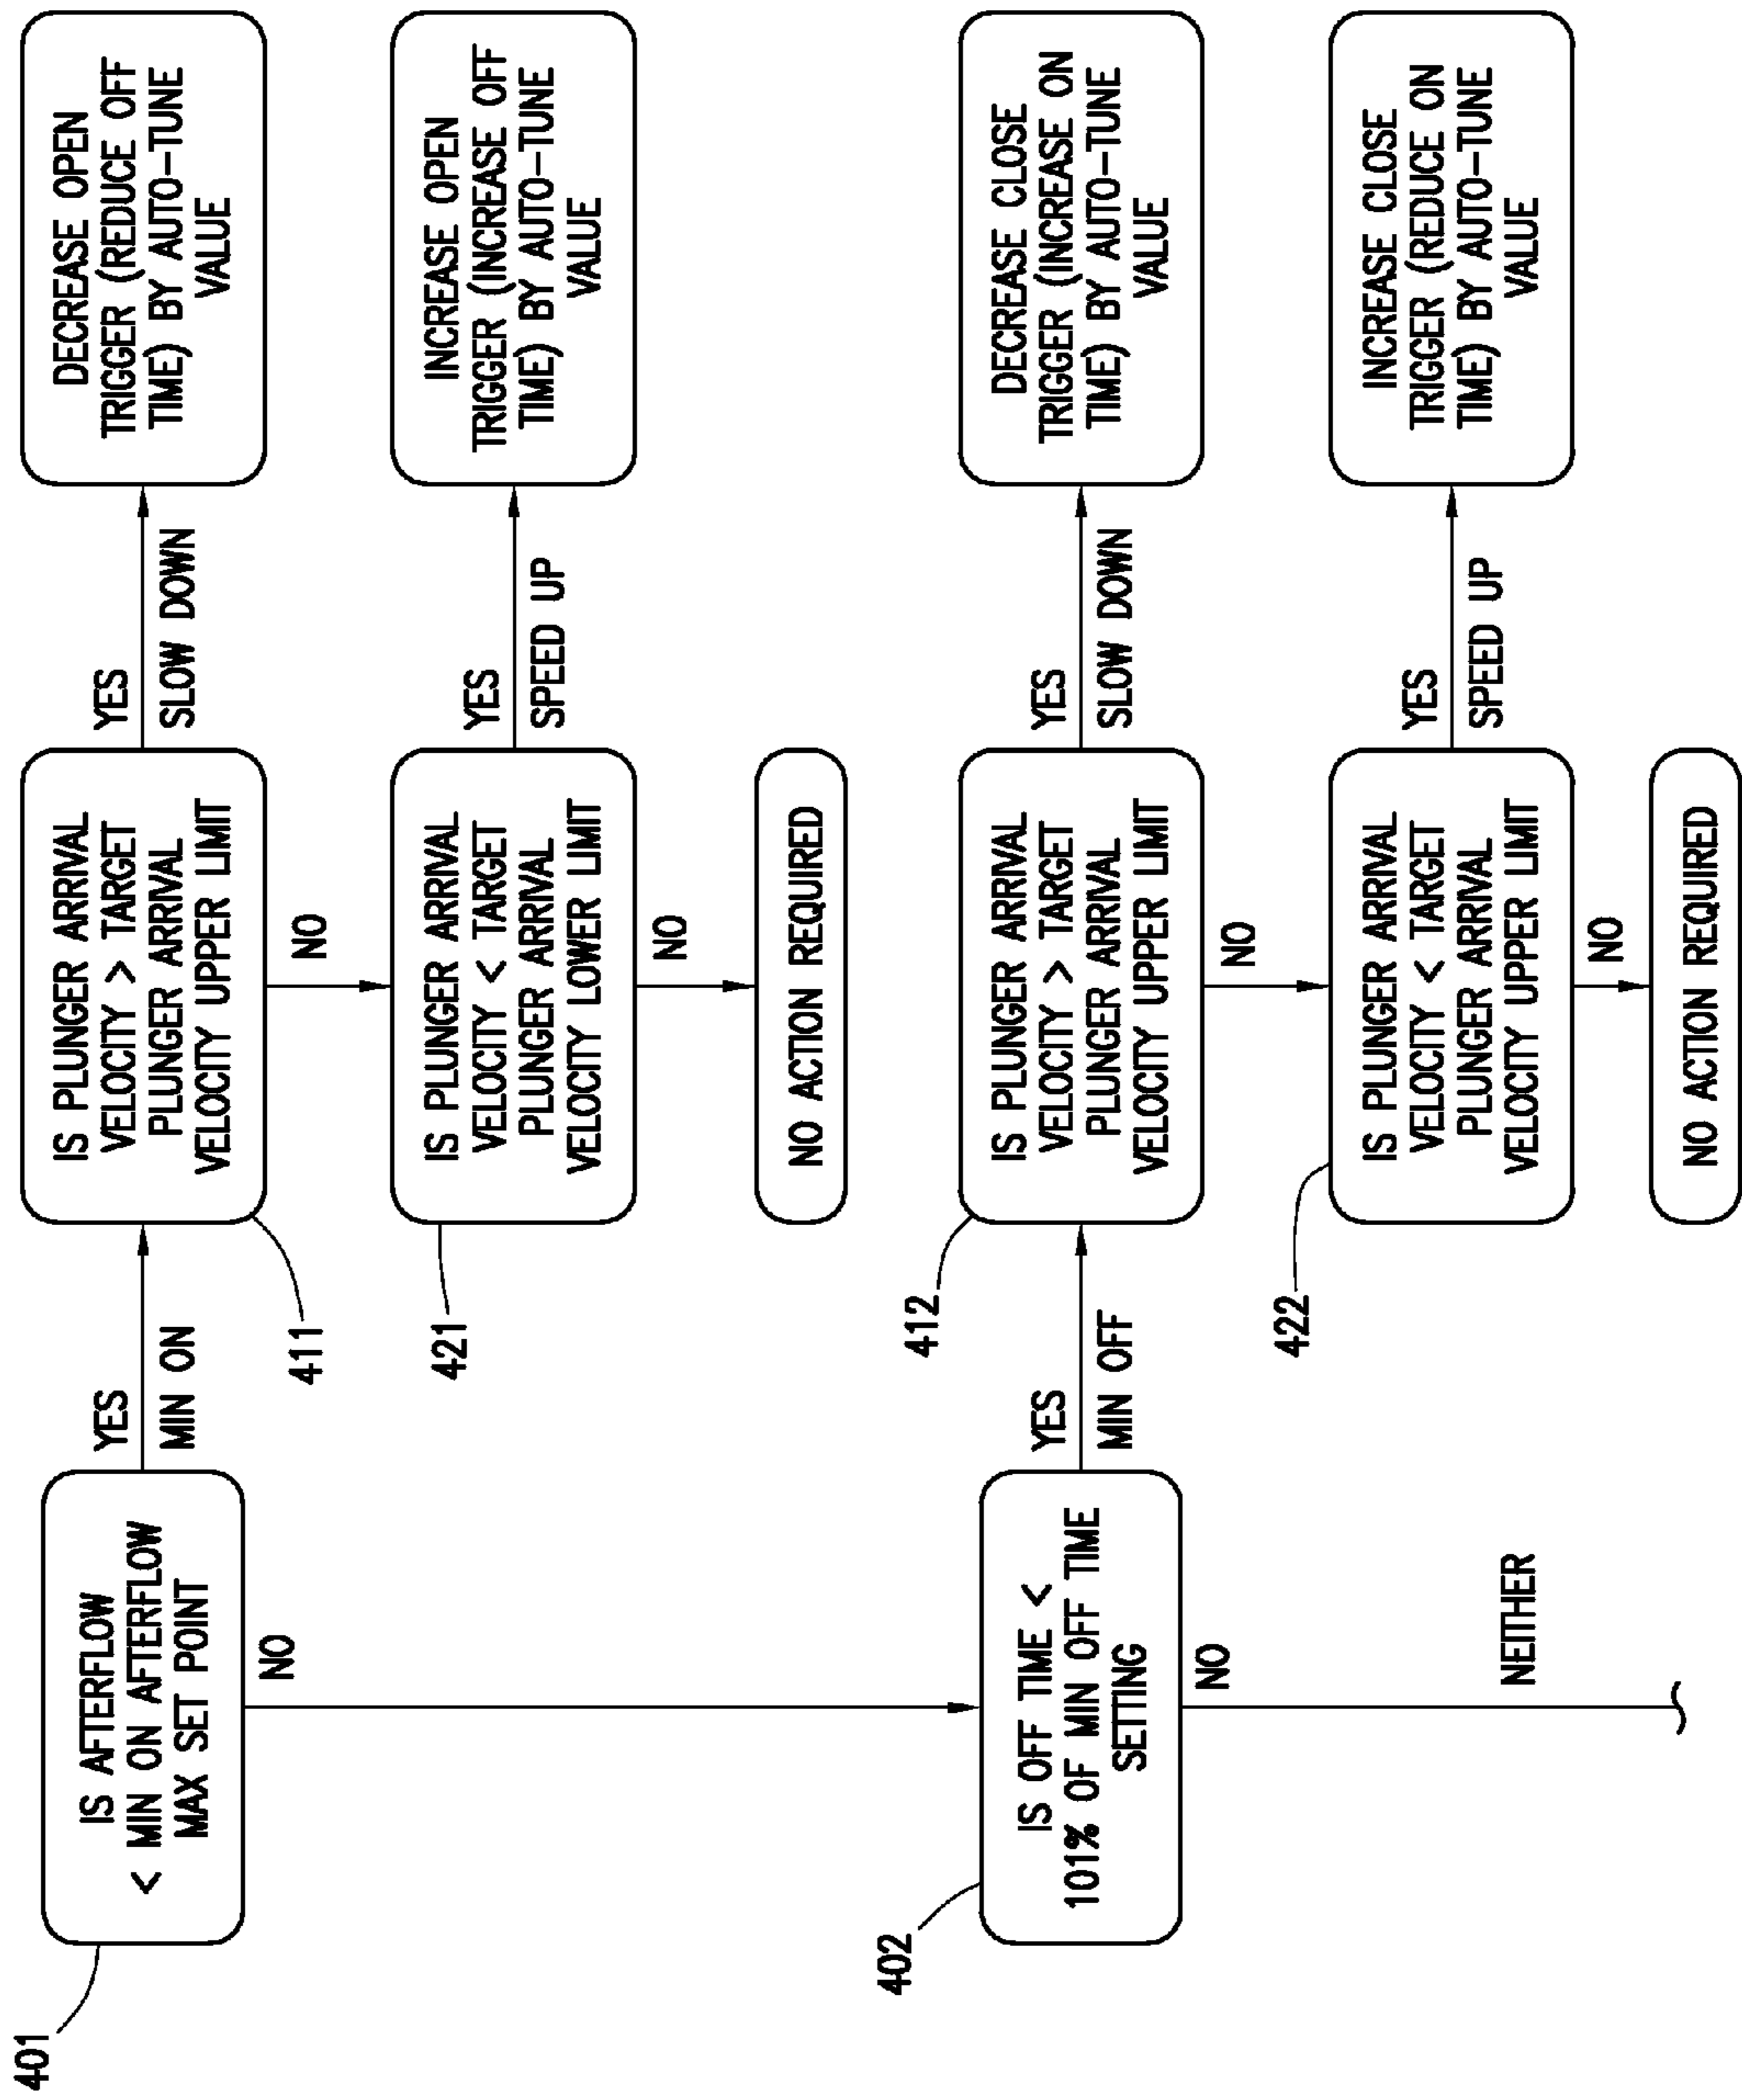 401
IS AFTERFLOW
< MIN ON AFTERFLOW
MAX SET POINT
YES
MIN ON
NO
411
IS PLUNGER ARRIVAL
VELOCITY > TARGET
PLUNGER ARRIVAL
VELOCITY UPPER LIMIT
YES
SLOW DOWN
DECREASE OPEN
TRIGGER (REDUCE OFF
TIME) BY AUTO-TUNE
VALUE
NO
421
IS PLUNGER ARRIVAL
VELOCITY < TARGET
PLUNGER ARRIVAL
VELOCITY LOWER LIMIT
YES
SPEED UP
INCREASE OPEN
TRIGGER (INCREASE OFF
TIME) BY AUTO-TUNE
VALUE
NO
NO ACTION REQUIRED
402
IS OFF TIME <
101% OF MIN OFF TIME
SETTING
YES
MIN OFF
NO
NEITHER
412
IS PLUNGER ARRIVAL
VELOCITY > TARGET
PLUNGER ARRIVAL
VELOCITY UPPER LIMIT
YES
SLOW DOWN
DECREASE CLOSE
TRIGGER (INCREASE ON
TIME) BY AUTO-TUNE
VALUE
NO
422
IS PLUNGER ARRIVAL
VELOCITY < TARGET
PLUNGER ARRIVAL
VELOCITY UPPER LIMIT
YES
SPEED UP
INCREASE CLOSE
TRIGGER (REDUCE ON
TIME) BY AUTO-TUNE
VALUE
NO
NO ACTION REQUIRED